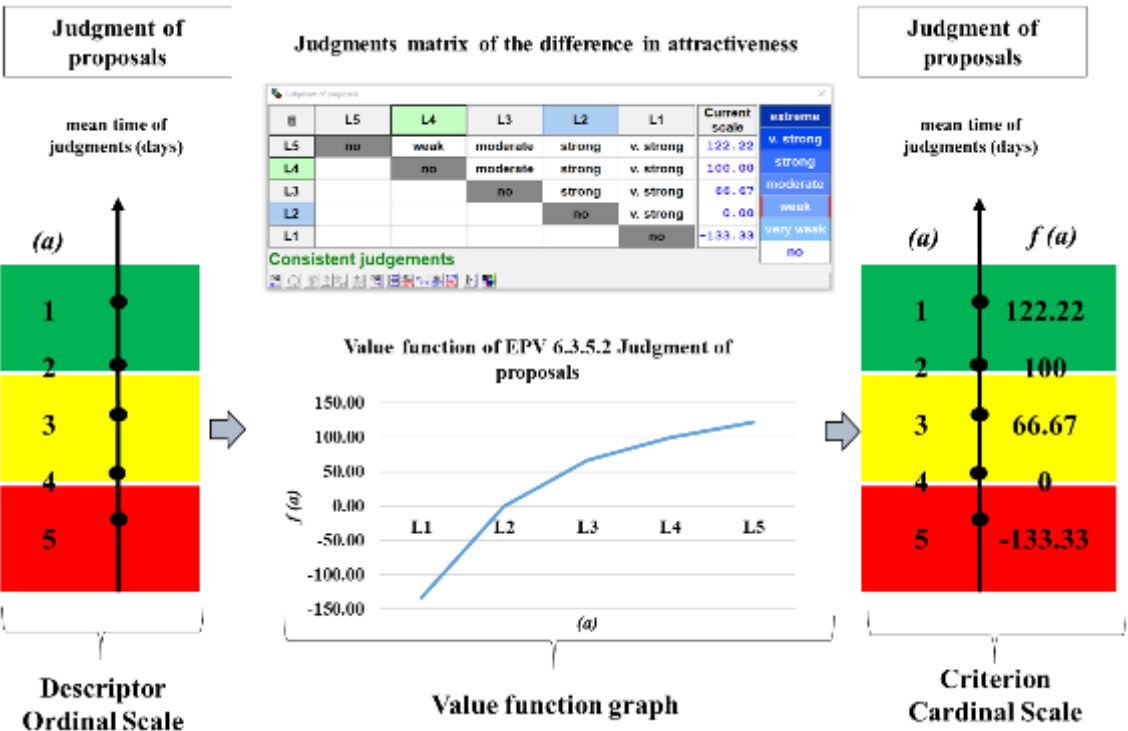 Judgment of
proposals
mean time of
judgments (days)
(a)
1
2
3
4
5
Descriptor
Ordinal Scale
Judgments matrix of the difference in attractiveness
Judgment of proposals
L5 L4 L3 L2 L1 Current
scale
L5 no weak moderate strong v. strong 122.22
L4 no moderate strong v. strong 100.00
L3 no strong v. strong 66.67
L2 no v. strong 0.00
L1 no -133.33
extreme
v. strong
strong
moderate
weak
very weak
no
Consistent judgements
Value function of EPV 6.3.5.2 Judgment of
proposals
150.00
100.00
50.00
0.00
-50.00
-100.00
-150.00
f (a)
L1 L2 L3 L4 L5
(a)
Value function graph
Judgment of
proposals
mean time of
judgments (days)
(a) f (a)
1 122.22
2 100
3 66.67
4 0
5 -133.33
Criterion
Cardinal Scale